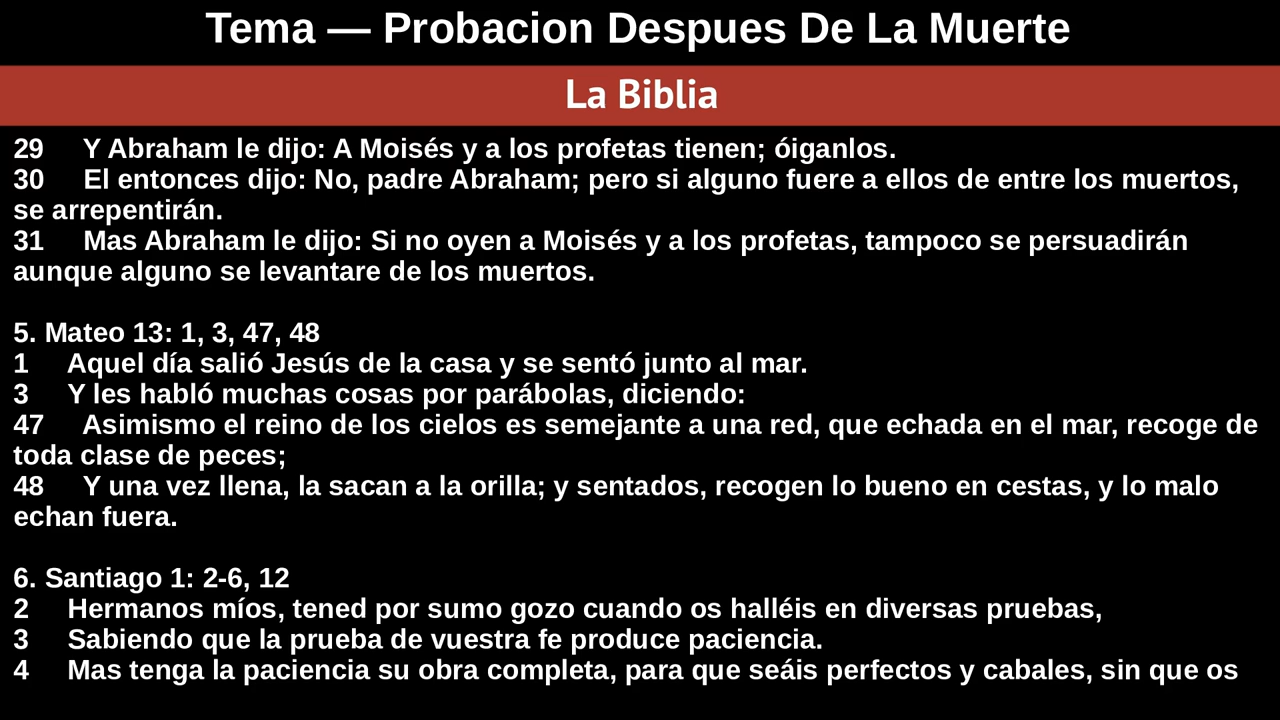 Tema — Probacion Despues De La Muerte
La Biblia
29 Y Abraham le dijo: A Moisés y a los profetas tienen; óiganlos.
30 El entonces dijo: No, padre Abraham; pero si alguno fuere a ellos de entre los muertos,
se arrepentirán.
31 Mas Abraham le dijo: Si no oyen a Moisés y a los profetas, tampoco se persuadirán
aunque alguno se levantare de los muertos.
5. Mateo 13: 1, 3, 47, 48
1 Aquel día salió Jesús de la casa y se sentó junto al mar.
3 Y les habló muchas cosas por parábolas, diciendo:
47 Asimismo el reino de los cielos es semejante a una red, que echada en el mar, recoge de
toda clase de peces;
48 Y una vez llena, la sacan a la orilla; y sentados, recogen lo bueno en cestas, y lo malo
echan fuera.
6. Santiago 1: 2-6, 12
2 Hermanos míos, tened por sumo gozo cuando os halléis en diversas pruebas,
3 Sabiendo que la prueba de vuestra fe produce paciencia.
4 Mas tenga la paciencia su obra completa, para que seáis perfectos y cabales, sin que os